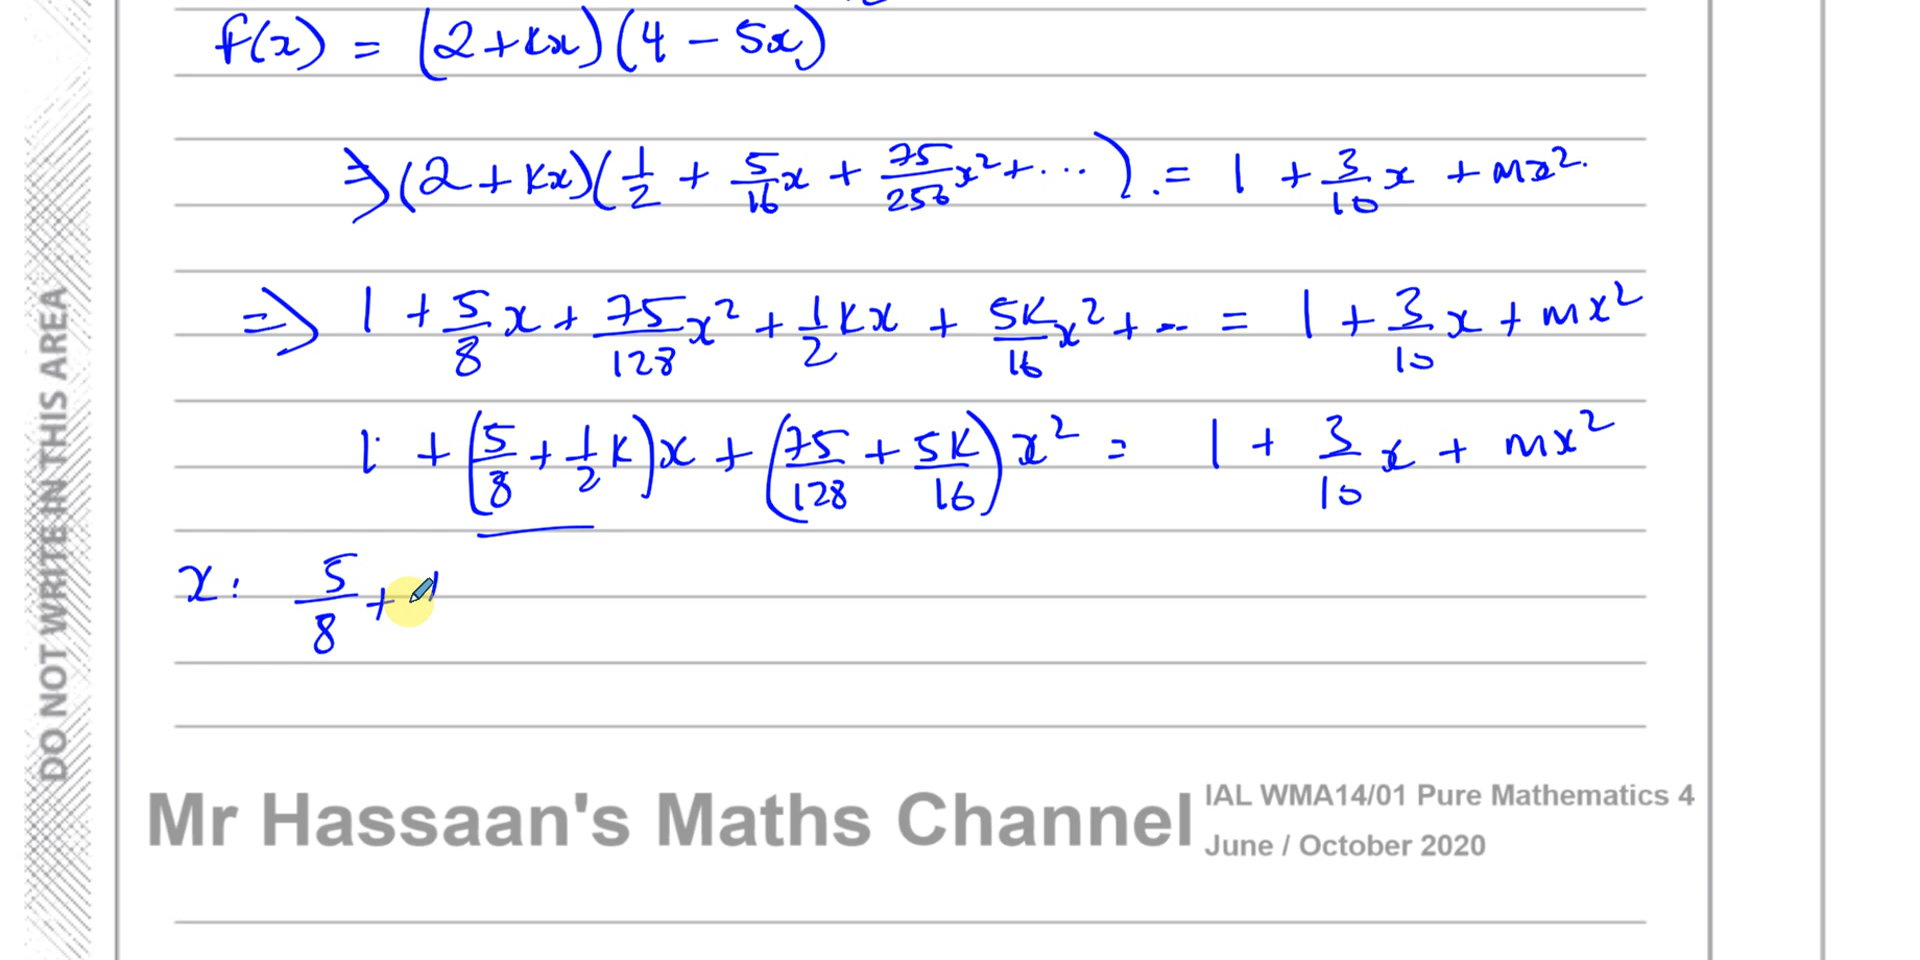 f(x) = (2+kx)(4 - 5x)
⇒ (2+kx)(1/2 + 5/16 x + 75/256 x² + ...) = 1 + 3/10 x + mx².
⇒ 1 + 5/8 x + 75/128 x² + 1/2 kx + 5k/16 x² + .. = 1 + 3/10 x + mx²
1 + (5/8 + 1/2 k)x + (75/128 + 5k/16)x² = 1 + 3/10 x + mx²
x: 5/8 +
DO NOT WRITE IN THIS AREA
Mr Hassaan's Maths Channel
IAL WMA14/01 Pure Mathematics 4
June / October 2020